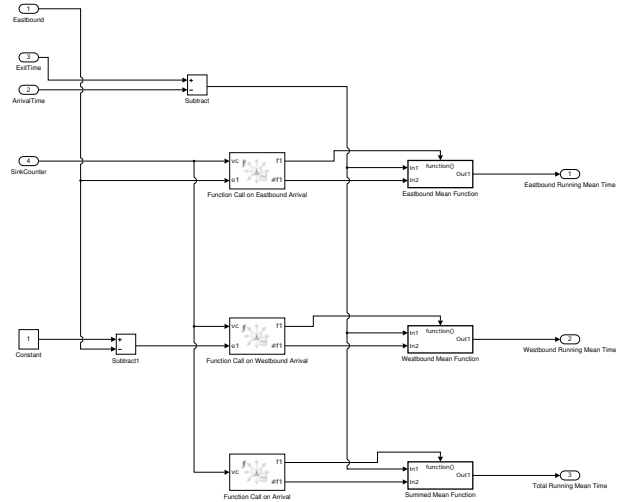 1
Eastbound
3
ExitTime
2
ArrivalTime
+
−
Subtract
4
SinkCounter
vc
e1
f1
#f1
Function Call on Eastbound Arrival
function()
In1
In2
Out1
Eastbound Mean Function
1
Eastbound Running Mean Time
1
Constant
+
−
Subtract1
vc
e1
f1
#f1
Function Call on Westbound Arrival
function()
In1
In2
Out1
Westbound Mean Function
2
Westbound Running Mean Time
vc
f1
#f1
Function Call on Arrival
function()
In1
In2
Out1
Summed Mean Function
3
Total Running Mean Time